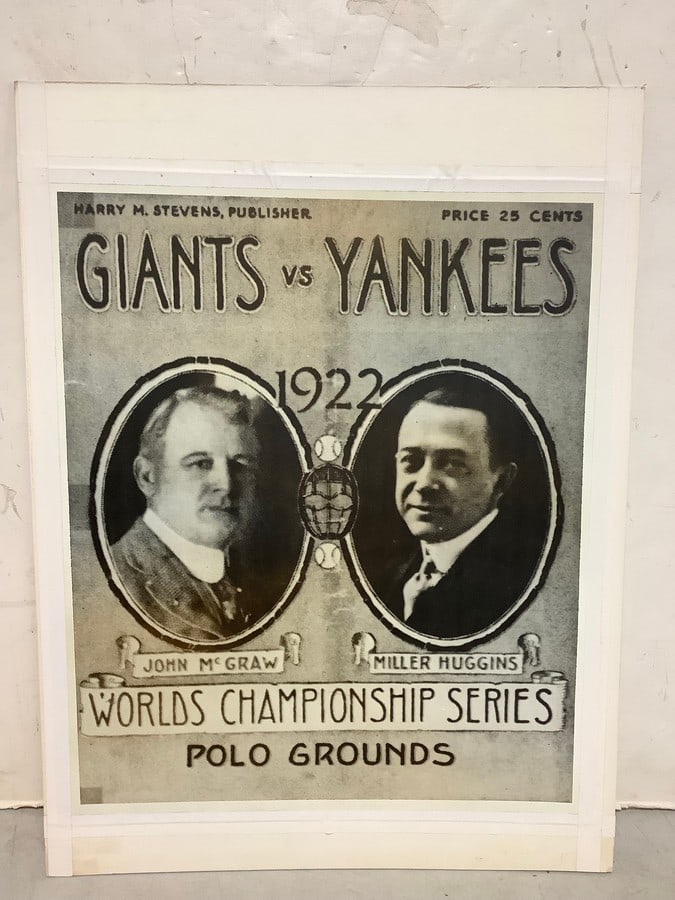 HARRY M. STEVENS, PUBLISHER PRICE 25 CENTS
GIANTS VS YANKEES
1922
JOHN McGRAW MILLER HUGGINS
WORLDS CHAMPIONSHIP SERIES
POLO GROUNDS